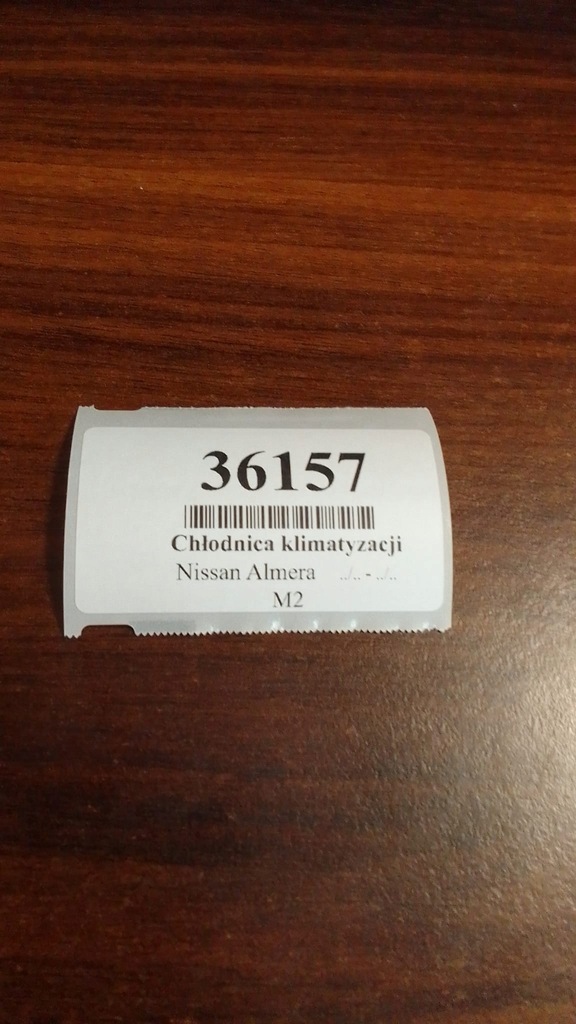 36157
Chłodnica klimatyzacji
Nissan Almera ../.. - ../..
M2